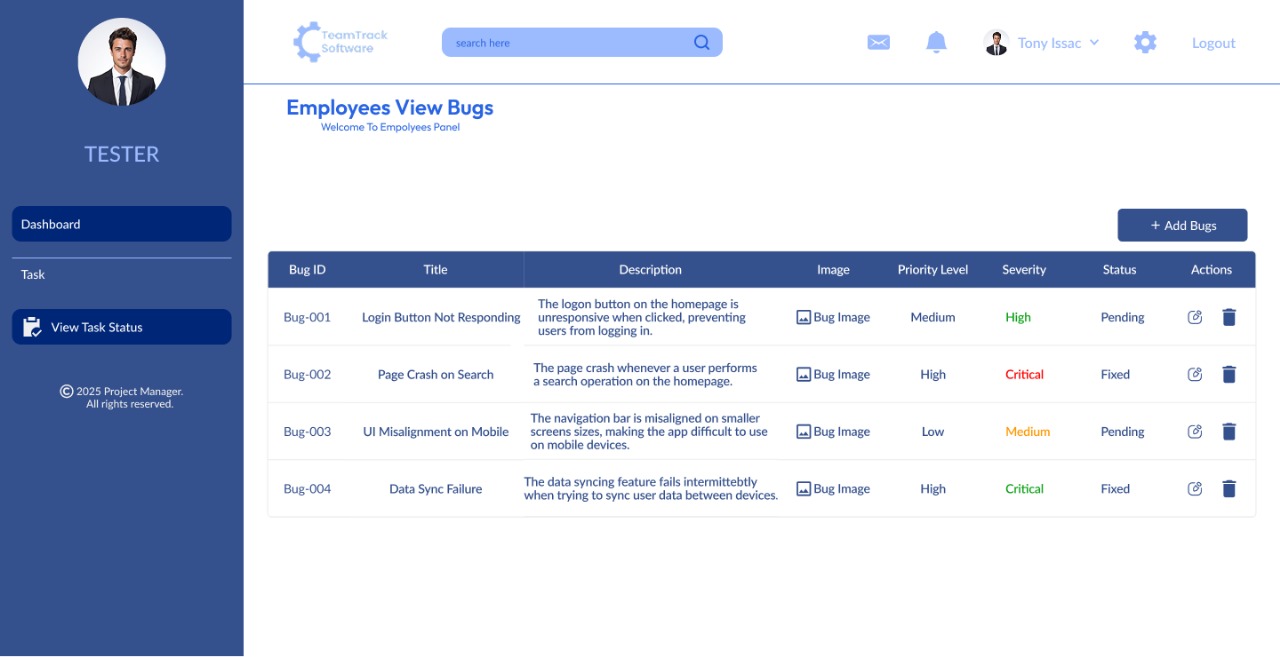 TeamTrack
Software
search here
Tony Issac
Logout
TESTER
Dashboard
Task
View Task Status
© 2025 Project Manager.
All rights reserved.
Employees View Bugs
Welcome To Empolyees Panel
+ Add Bugs
Bug ID Title Description Image Priority Level Severity Status Actions
Bug-001 Login Button Not Responding
The logon button on the homepage is
unresponsive when clicked, preventing
users from logging in.
Bug Image Medium High Pending
Bug-002 Page Crash on Search
The page crash whenever a user performs
a search operation on the homepage.
Bug Image High Critical Fixed
Bug-003 UI Misalignment on Mobile
The navigation bar is misaligned on smaller
screens sizes, making the app difficult to use
on mobile devices.
Bug Image Low Medium Pending
Bug-004 Data Sync Failure
The data syncing feature fails intermittebtly
when trying to sync user data between devices.
Bug Image High Critical Fixed